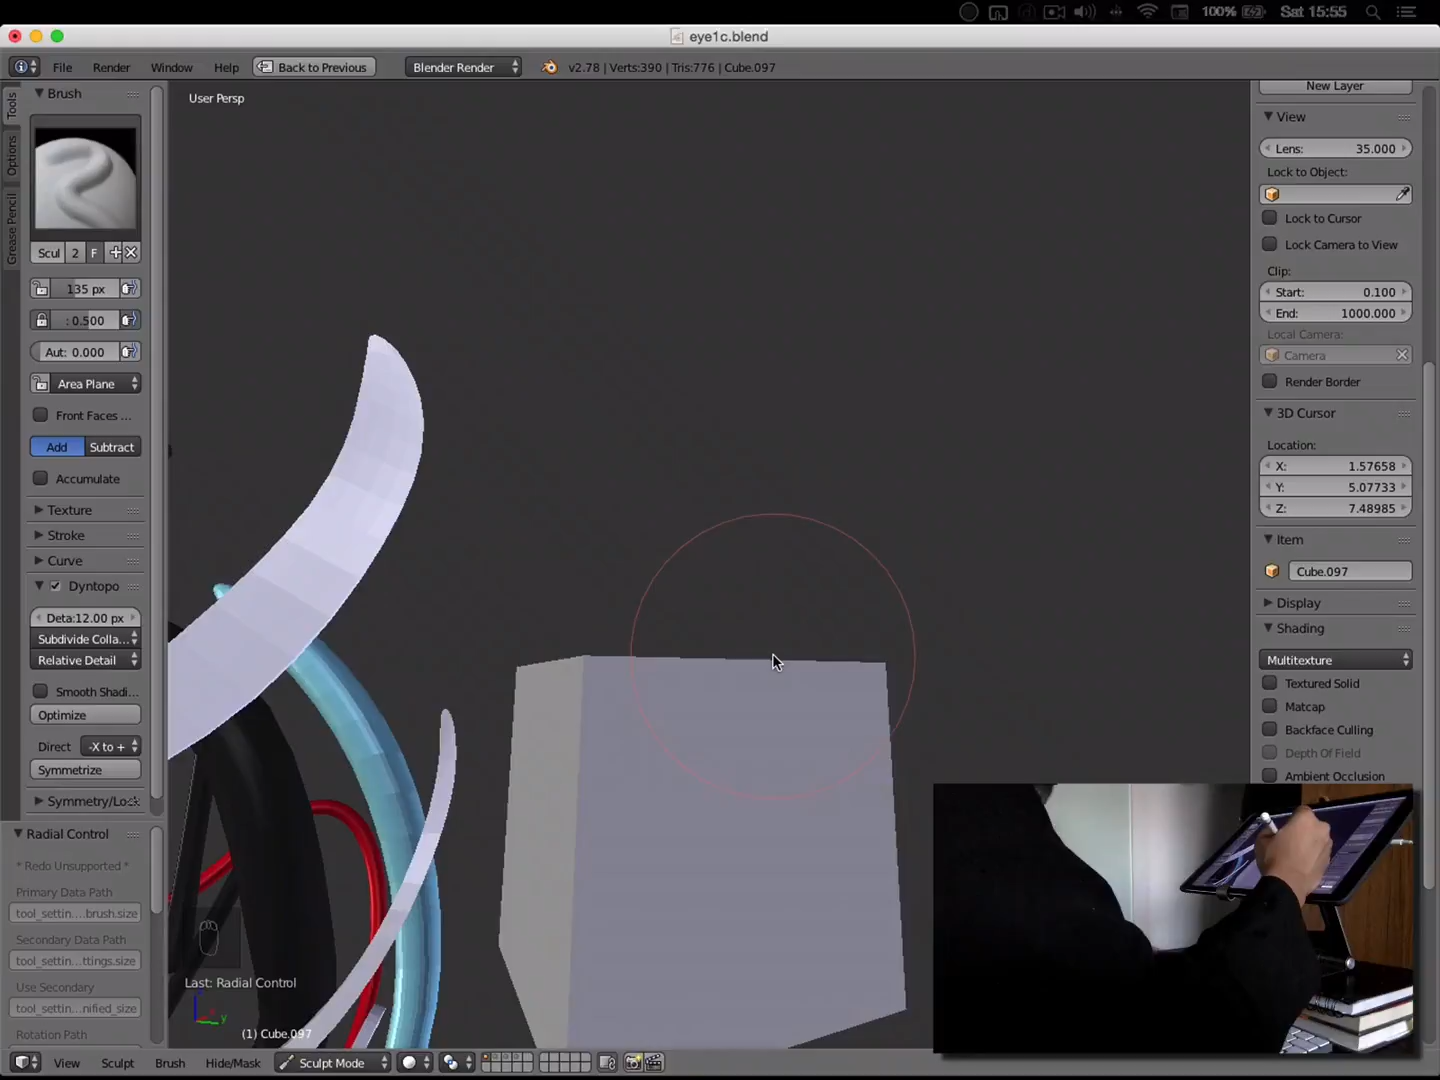 100% Sat 15:55
eye1c.blend
File Render Window Help Back to Previous Blender Render v2.78 | Verts:390 | Tris:776 | Cube.097
Tools
Options
Grease Pencil
Brush
Scul 2 F
135 px
: 0.500
Aut: 0.000
Area Plane
Front Faces ...
Add Subtract
Accumulate
Texture
Stroke
Curve
Dyntopo
Deta:12.00 px
Subdivide Colla...
Relative Detail
Smooth Shadi...
Optimize
Direct -X to +
Symmetrize
Symmetry/Lock
Radial Control
* Redo Unsupported *
Primary Data Path
tool_settin....brush.size
Secondary Data Path
tool_settin...ttings.size
Use Secondary
tool_settin...nified_size
Rotation Path
User Persp
Last: Radial Control
y
(1) Cube.097
New Layer
View
Lens: 35.000
Lock to Object:
Lock to Cursor
Lock Camera to View
Clip:
Start: 0.100
End: 1000.000
Local Camera:
Camera
Render Border
3D Cursor
Location:
X: 1.57658
Y: 5.07733
Z: 7.48985
Item
Cube.097
Display
Shading
Multitexture
Textured Solid
Matcap
Backface Culling
Depth Of Field
Ambient Occlusion
View Sculpt Brush Hide/Mask Sculpt Mode